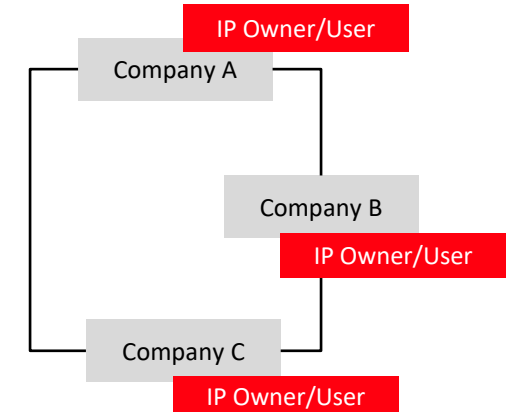 IP Owner/User
Company A
Company B
IP Owner/User
Company C
IP Owner/User